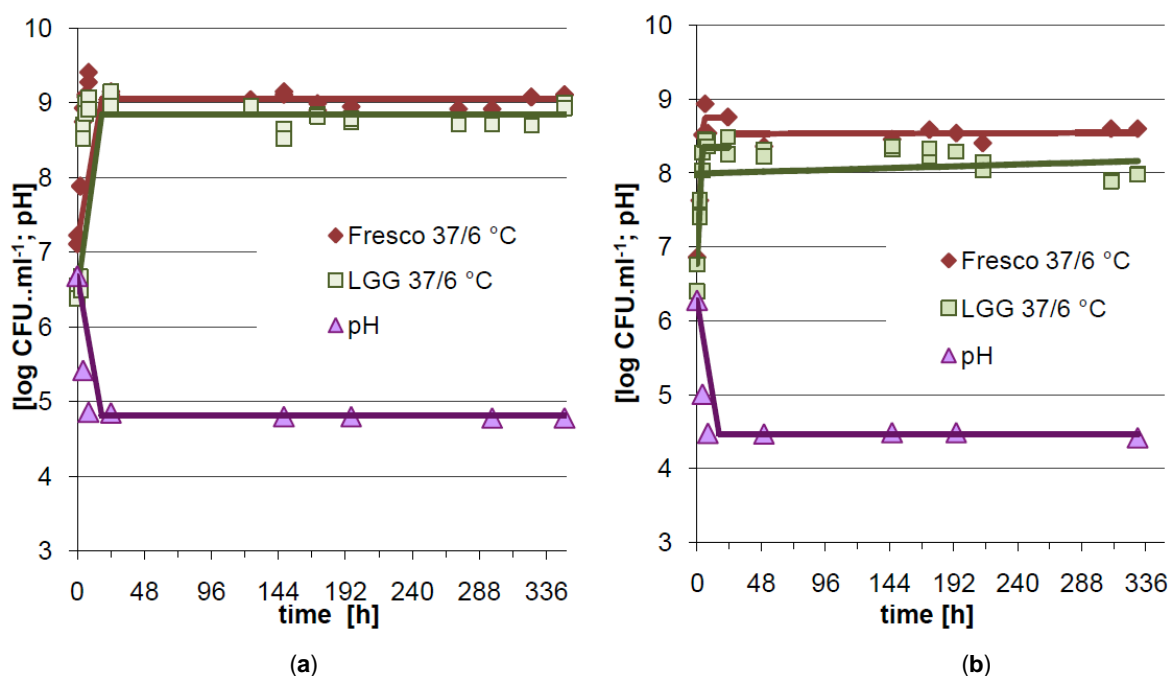 10
9
8
7
6
5
4
3
[log CFU..ml-1; pH]
Fresco 37/6 °C
LGG 37/6 °C
pH
0 48 96 144 192 240 288 336
time [h]
(a)
10
9
8
7
6
5
4
3
[log CFU.ml-1; pH]
Fresco 37/6 °C
LGG 37/6 °C
pH
0 48 96 144 192 240 288 336
time [h]
(b)